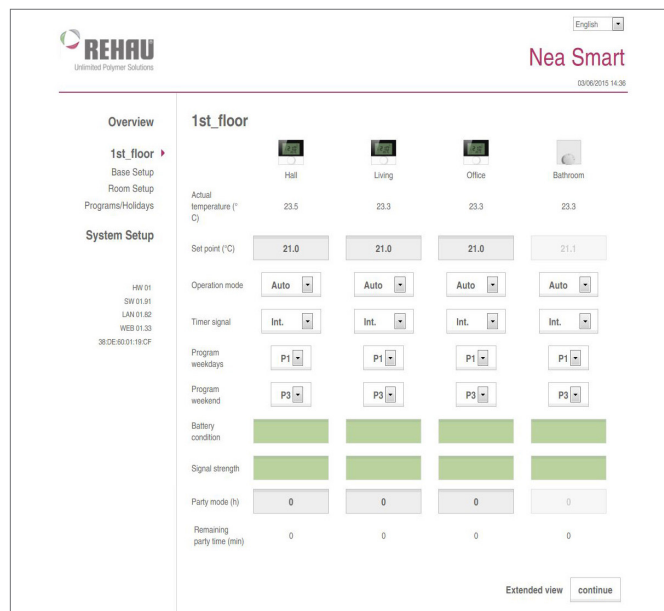 English
REHAU
Unlimited Polymer Solutions
Nea Smart
03/06/2015 14:36
Overview
1st_floor
Base Setup
Room Setup
Programs/Holidays
System Setup
HW 01
SW 01.91
LAN 01.82
WEB 01.33
38:DE:60:01:19:CF
1st_floor
Hall Living Office Bathroom
Actual
temperature (°
C)
23.5 23.3 23.3 23.3
Set point (°C) 21.0 21.0 21.0 21.1
Operation mode Auto Auto Auto Auto
Timer signal Int. Int. Int. Int.
Program
weekdays
P1 P1 P1 P1
Program
weekend
P3 P3 P3 P3
Battery
condition
Signal strength
Party mode (h) 0 0 0 0
Remaining
party time (min)
0 0 0 0
Extended view continue